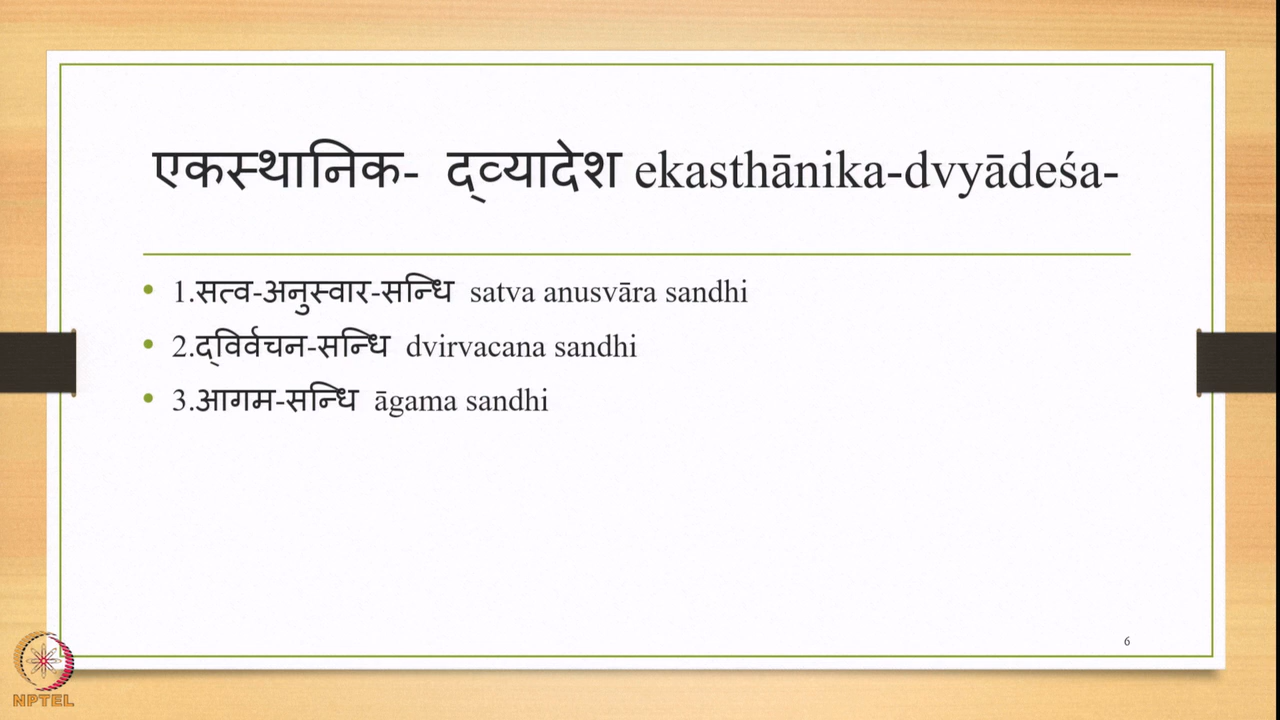 एकस्थानिक- द्व्यादेश ekasthānika-dvyādeśa-
• 1.सत्व-अनुस्वार-सन्धि satva anusvāra sandhi
• 2.द्विर्वचन-सन्धि dvirvacana sandhi
• 3.आगम-सन्धि āgama sandhi
6
NPTEL